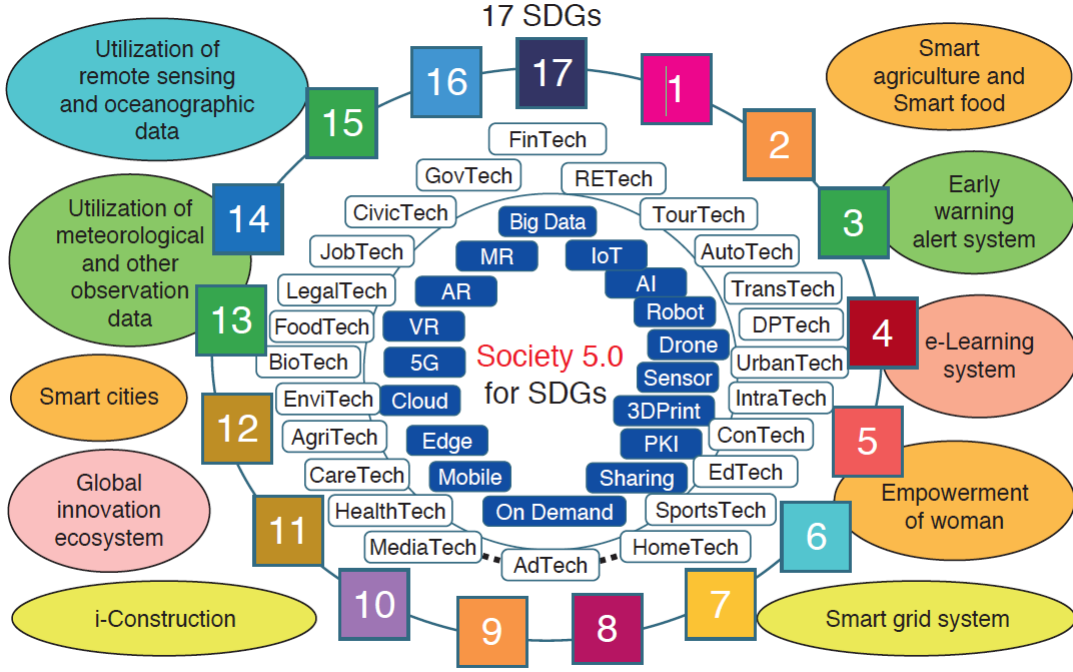 17 SDGs
Utilization of
remote sensing
and oceanographic
data
Utilization of
meteorological
and other
observation
data
Smart cities
Global
innovation
ecosystem
i-Construction
Smart
agriculture and
Smart food
Early
warning
alert system
e-Learning
system
Empowerment
of woman
Smart grid system
17
1
2
3
4
5
6
7
8
9
10
11
12
13
14
15
16
FinTech
RETech
TourTech
AutoTech
TransTech
DPTech
UrbanTech
IntraTech
ConTech
EdTech
SportsTech
HomeTech
AdTech
MediaTech
HealthTech
CareTech
AgriTech
EnviTech
BioTech
FoodTech
LegalTech
JobTech
CivicTech
GovTech
Big Data
IoT
AI
Robot
Drone
Sensor
3DPrint
PKI
Sharing
On Demand
Mobile
Edge
Cloud
5G
VR
AR
MR
Society 5.0
for SDGs